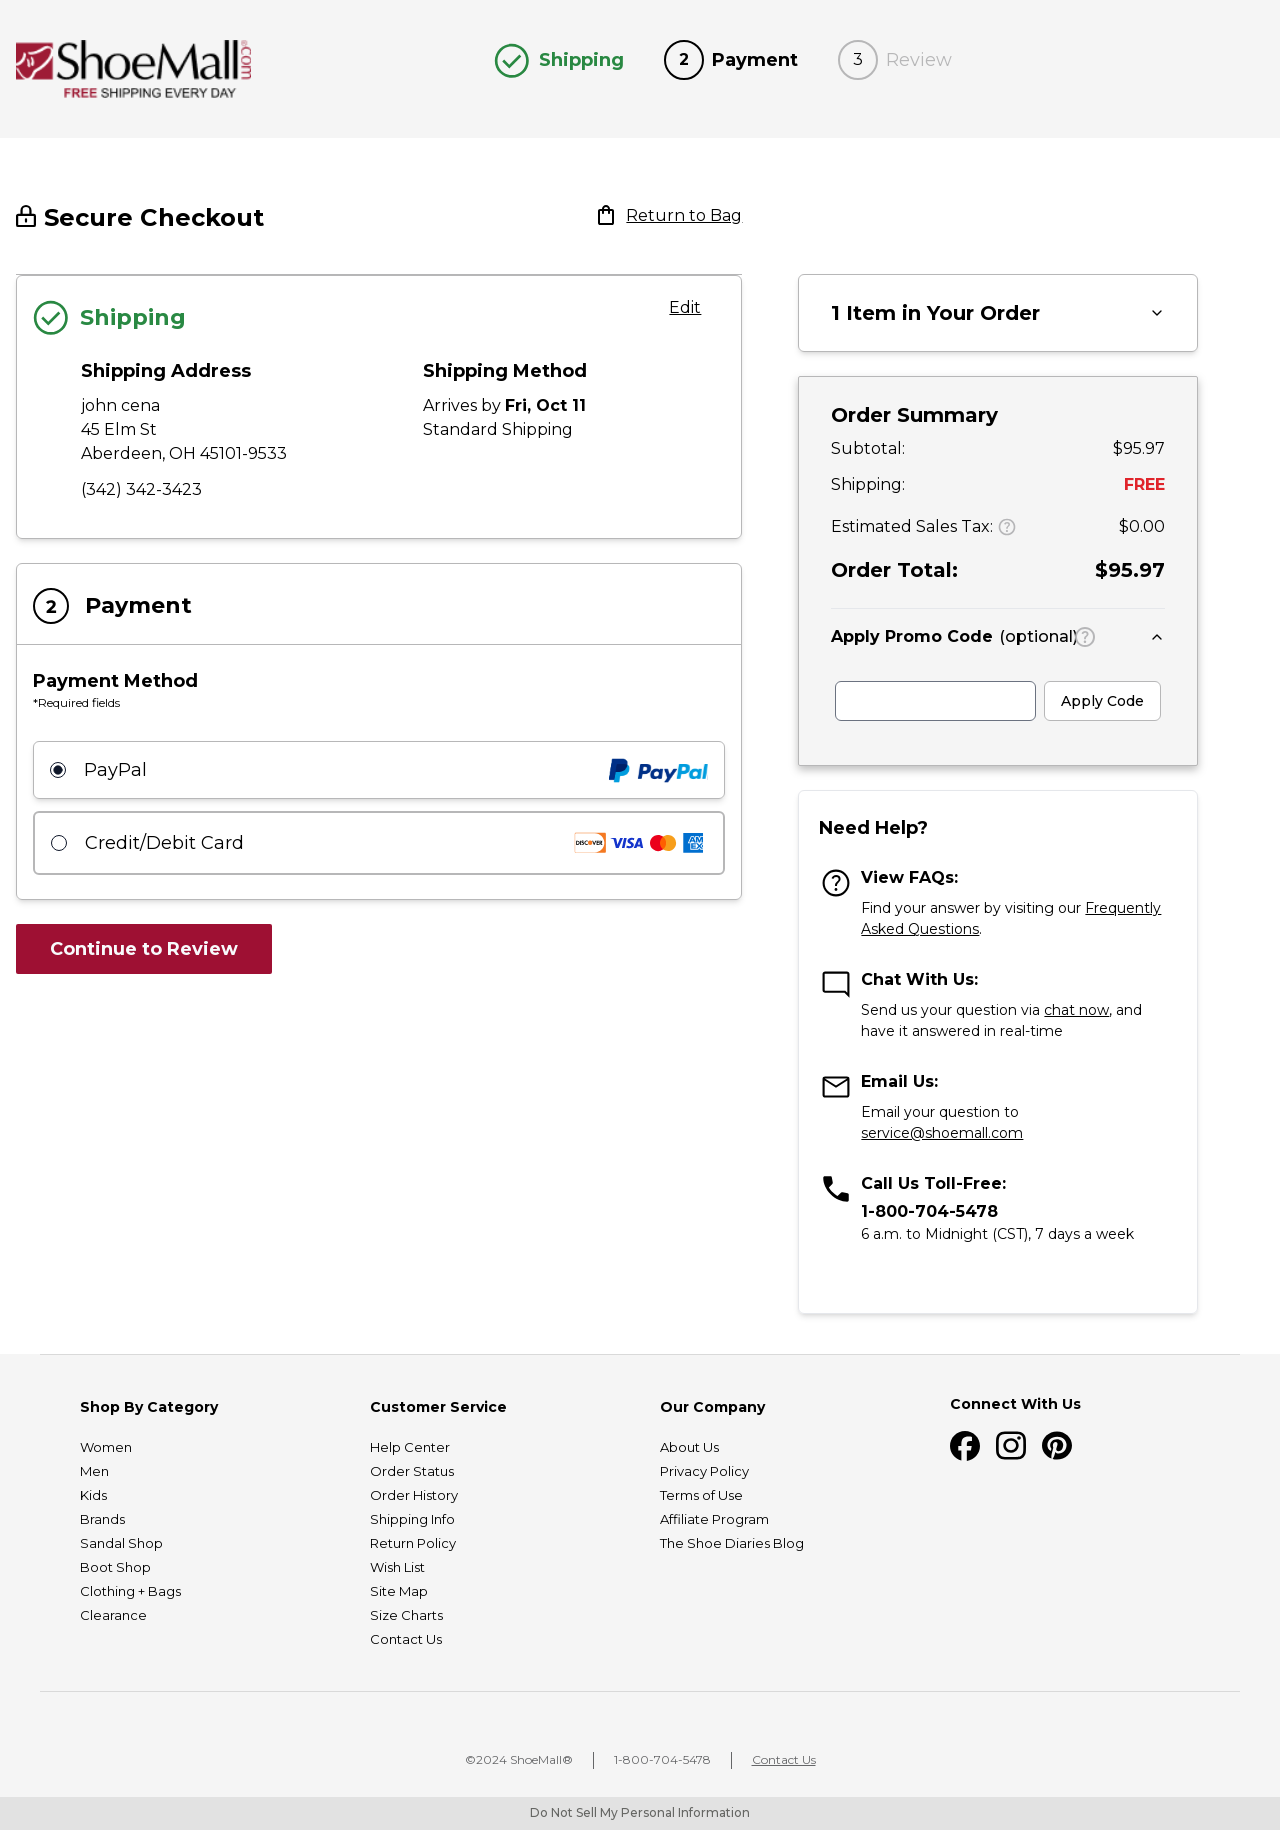 ShoeMall.com
FREE SHIPPING EVERY DAY
Shipping
2 Payment
3 Review
Secure Checkout
Return to Bag
Shipping
Edit
Shipping Address
john cena
45 Elm St
Aberdeen, OH 45101-9533
(342) 342-3423
Shipping Method
Arrives by Fri, Oct 11
Standard Shipping
2 Payment
Payment Method
*Required fields
PayPal PayPal
Credit/Debit Card DISCOVER VISA AMEX
Continue to Review
1 Item in Your Order
Order Summary
Subtotal: $95.97
Shipping: FREE
Estimated Sales Tax: ? $0.00
Order Total: $95.97
Apply Promo Code (optional) ?
Apply Code
Need Help?
View FAQs:
Find your answer by visiting our Frequently
Asked Questions.
Chat With Us:
Send us your question via chat now, and
have it answered in real-time
Email Us:
Email your question to
service@shoemall.com
Call Us Toll-Free:
1-800-704-5478
6 a.m. to Midnight (CST), 7 days a week
Shop By Category
Women
Men
Kids
Brands
Sandal Shop
Boot Shop
Clothing + Bags
Clearance
Customer Service
Help Center
Order Status
Order History
Shipping Info
Return Policy
Wish List
Site Map
Size Charts
Contact Us
Our Company
About Us
Privacy Policy
Terms of Use
Affiliate Program
The Shoe Diaries Blog
Connect With Us
©2024 ShoeMall®
1-800-704-5478
Contact Us
Do Not Sell My Personal Information